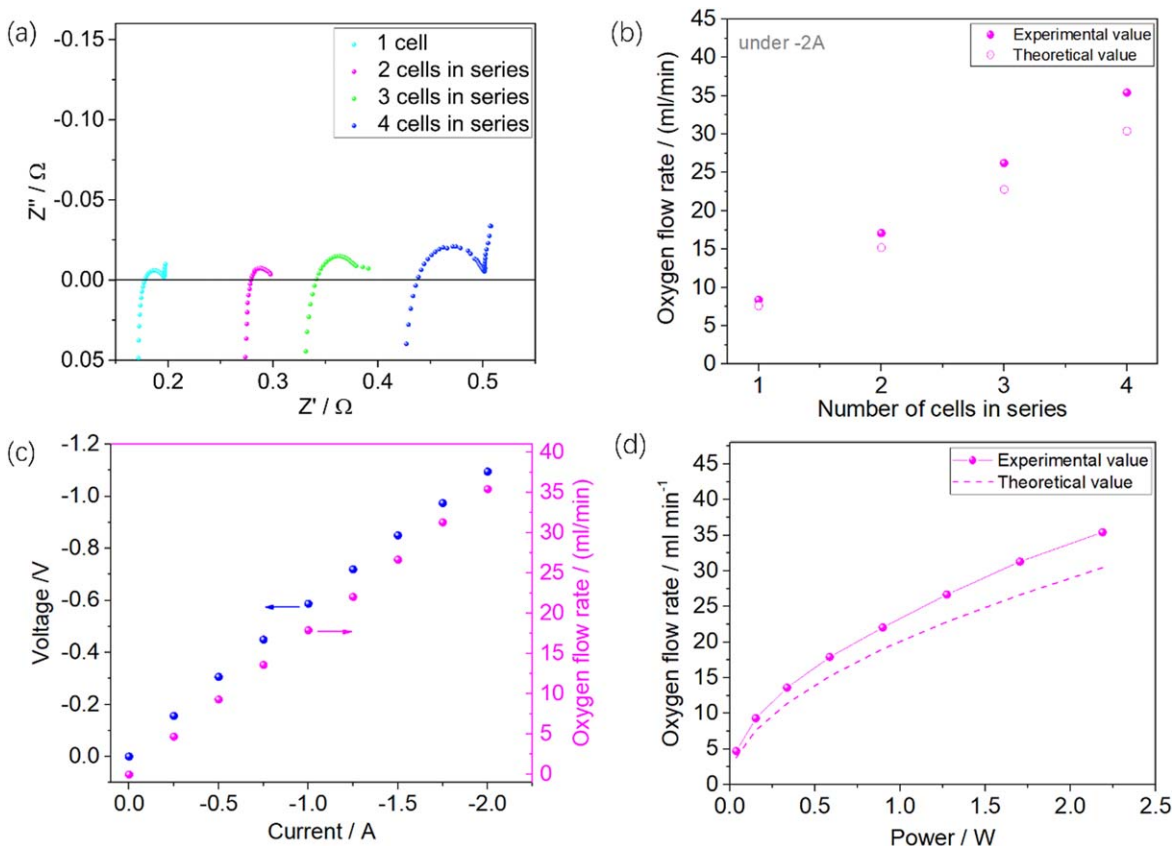 (a)
-0.15
-0.10
-0.05
0.00
0.05
Z'' / Ω
0.2
0.3
0.4
0.5
Z' / Ω
1 cell
2 cells in series
3 cells in series
4 cells in series
(b)
under -2A
Experimental value
Theoretical value
45
40
35
30
25
20
15
10
5
0
Oxygen flow rate / (ml/min)
1
2
3
4
Number of cells in series
(c)
-1.2
-1.0
-0.8
-0.6
-0.4
-0.2
0.0
Voltage /V
40
35
30
25
20
15
10
5
0
Oxygen flow rate / (ml/min)
0.0
-0.5
-1.0
-1.5
-2.0
Current / A
(d)
Experimental value
Theoretical value
45
40
35
30
25
20
15
10
5
0
Oxygen flow rate / ml min⁻¹
0.0
0.5
1.0
1.5
2.0
2.5
Power / W